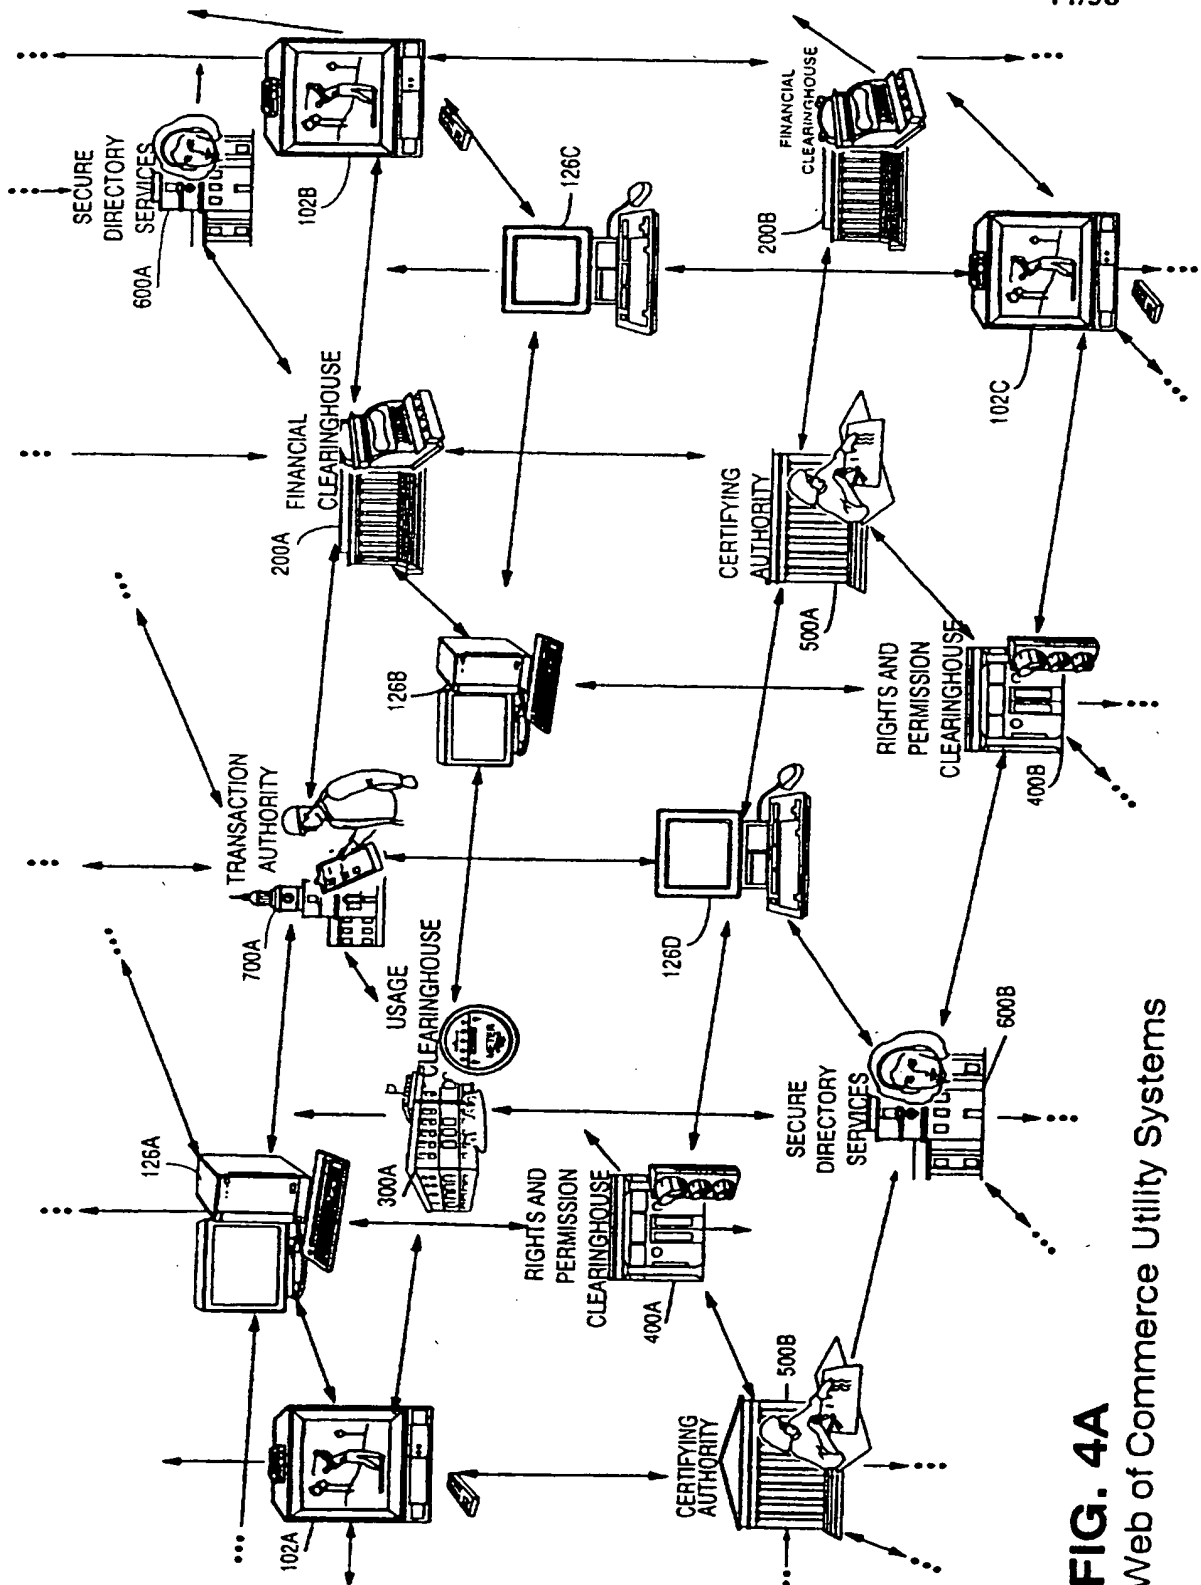 102A
126A
700A
TRANSACTION
AUTHORITY
200A
FINANCIAL
CLEARINGHOUSE
600A
SECURE
DIRECTORY
SERVICES
102B
300A
USAGE
CLEARINGHOUSE
METER
126B
126C
CERTIFYING
AUTHORITY
500B
RIGHTS AND
PERMISSION
CLEARINGHOUSE
400A
126D
CERTIFYING
AUTHORITY
500A
200B
FINANCIAL
CLEARINGHOUSE
SECURE
DIRECTORY
SERVICES
600B
RIGHTS AND
PERMISSION
CLEARINGHOUSE
400B
102C
FIG. 4A
Web of Commerce Utility Systems